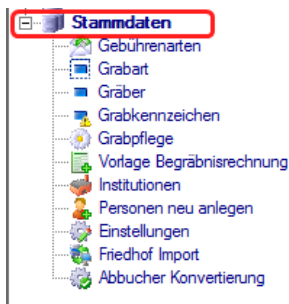 Stammdaten
Gebührenarten
Grabart
Gräber
Grabkennzeichen
Grabpflege
Vorlage Begräbnisrechnung
Institutionen
Personen neu anlegen
Einstellungen
Friedhof Import
Abbucher Konvertierung